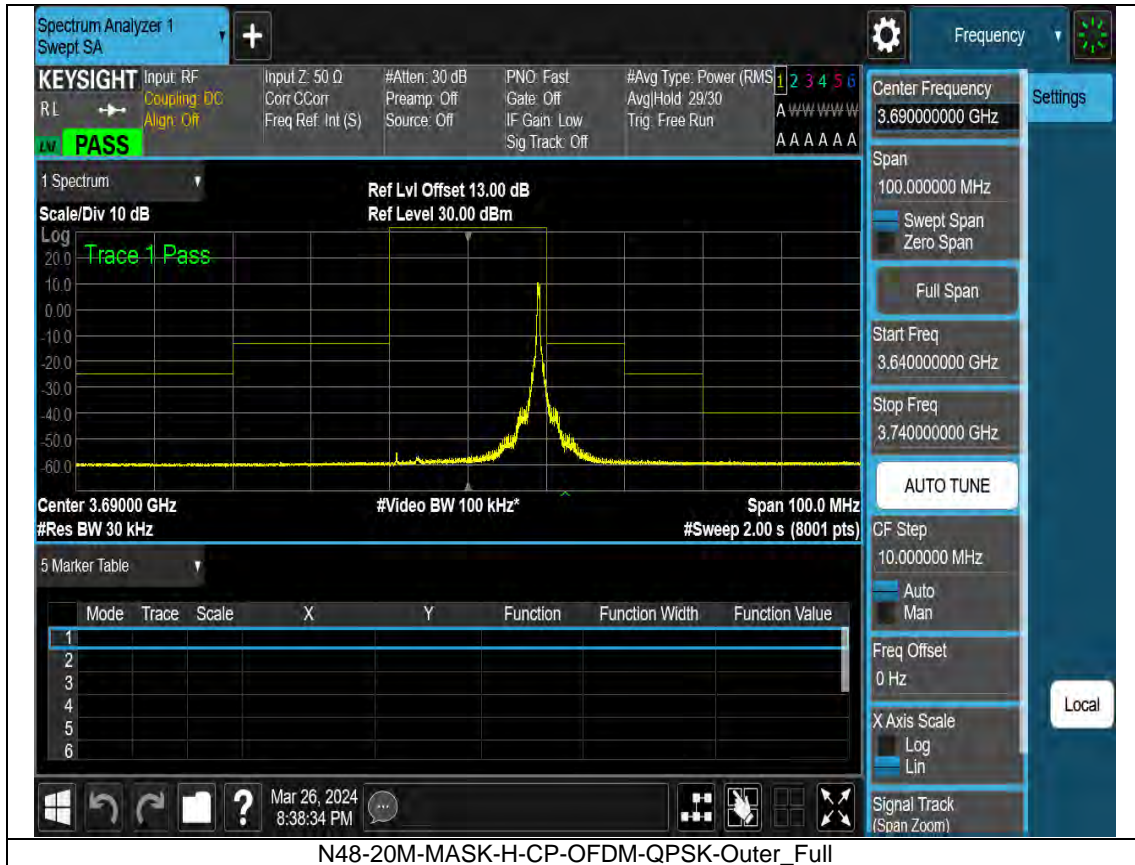 Spectrum Analyzer 1
Swept SA
+
Frequency
KEYSIGHT
RL
PASS
Input: RF
Coupling: DC
Align: Off
Input Z: 50 Ω
Corr CCorr
Freq Ref: Int (S)
#Atten: 30 dB
Preamp: Off
Source: Off
PNO: Fast
Gate: Off
IF Gain: Low
Sig Track: Off
#Avg Type: Power (RMS
Avg|Hold: 29/30
Trig: Free Run
1 2 3 4 5 6
A W W W W W
A A A A A A
1 Spectrum
Scale/Div 10 dB
Ref Lvl Offset 13.00 dB
Ref Level 30.00 dBm
Log
Trace 1 Pass
20.0
10.0
0.00
-10.0
-20.0
-30.0
-40.0
-50.0
-60.0
Center 3.69000 GHz
#Video BW 100 kHz*
Span 100.0 MHz
#Res BW 30 kHz
#Sweep 2.00 s (8001 pts)
5 Marker Table
Mode Trace Scale X Y Function Function Width Function Value
1
2
3
4
5
6
Center Frequency
3.690000000 GHz
Settings
Span
100.000000 MHz
Swept Span
Zero Span
Full Span
Start Freq
3.640000000 GHz
Stop Freq
3.740000000 GHz
AUTO TUNE
CF Step
10.000000 MHz
Auto
Man
Freq Offset
0 Hz
X Axis Scale
Log
Lin
Local
Signal Track
(Span Zoom)
?
Mar 26, 2024
8:38:34 PM
N48-20M-MASK-H-CP-OFDM-QPSK-Outer_Full